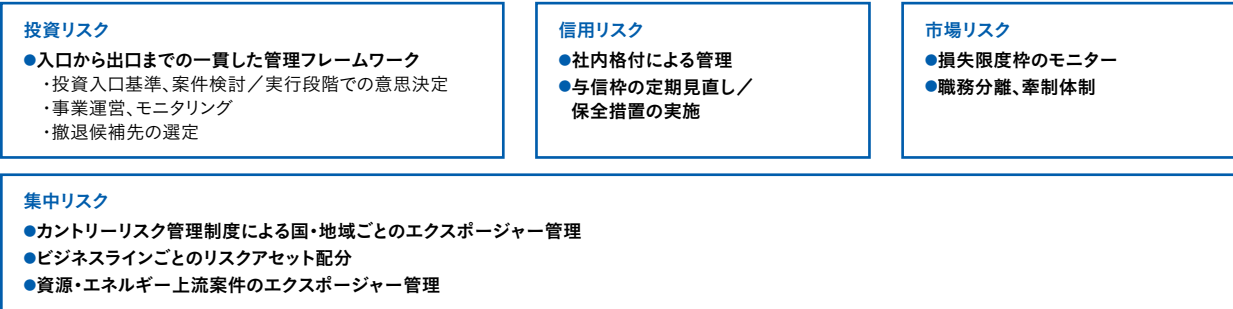 投資リスク
●入口から出口までの一貫した管理フレームワーク
・投資入口基準、案件検討／実行段階での意思決定
・事業運営、モニタリング
・撤退候補先の選定
信用リスク
●社内格付による管理
●与信枠の定期見直し／
保全措置の実施
市場リスク
●損失限度枠のモニター
●職務分離、牽制体制
集中リスク
●カントリーリスク管理制度による国・地域ごとのエクスポージャー管理
●ビジネスラインごとのリスクアセット配分
●資源・エネルギー上流案件のエクスポージャー管理